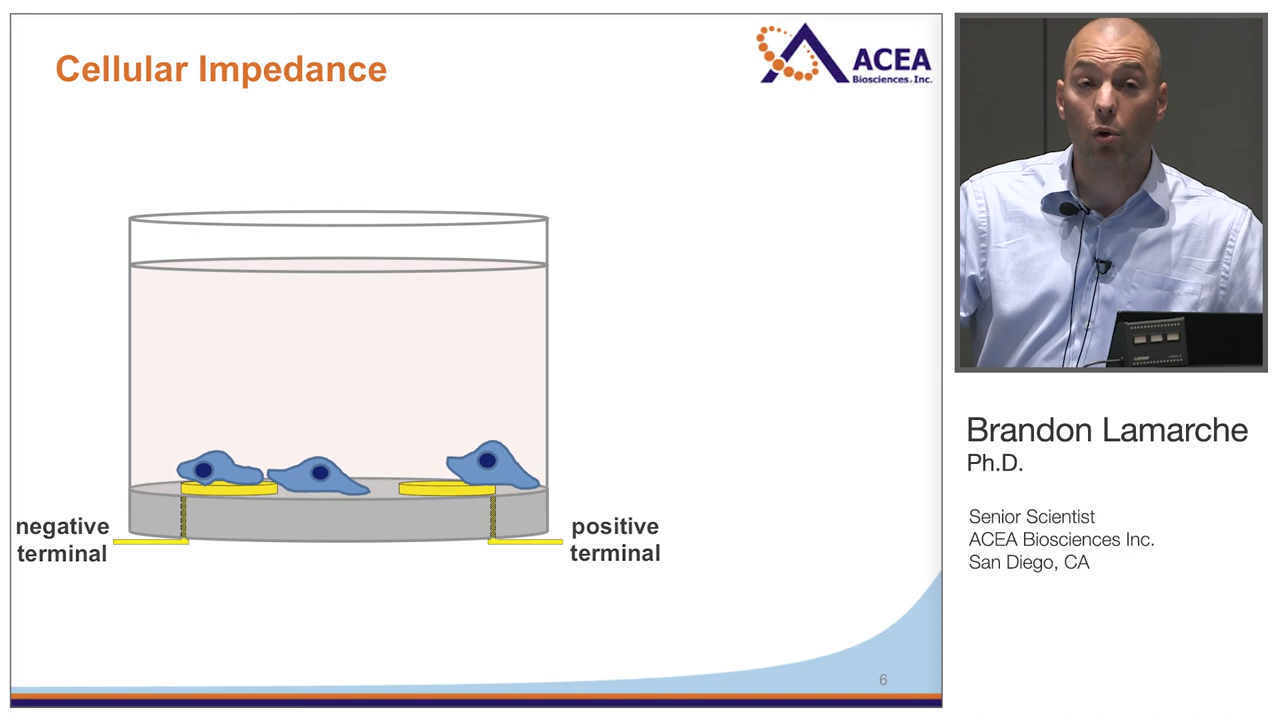 Cellular Impedance
ACEA
Biosciences, Inc.
negative
terminal
positive
terminal
6
Brandon Lamarche
Ph.D.
Senior Scientist
ACEA Biosciences Inc.
San Diego, CA